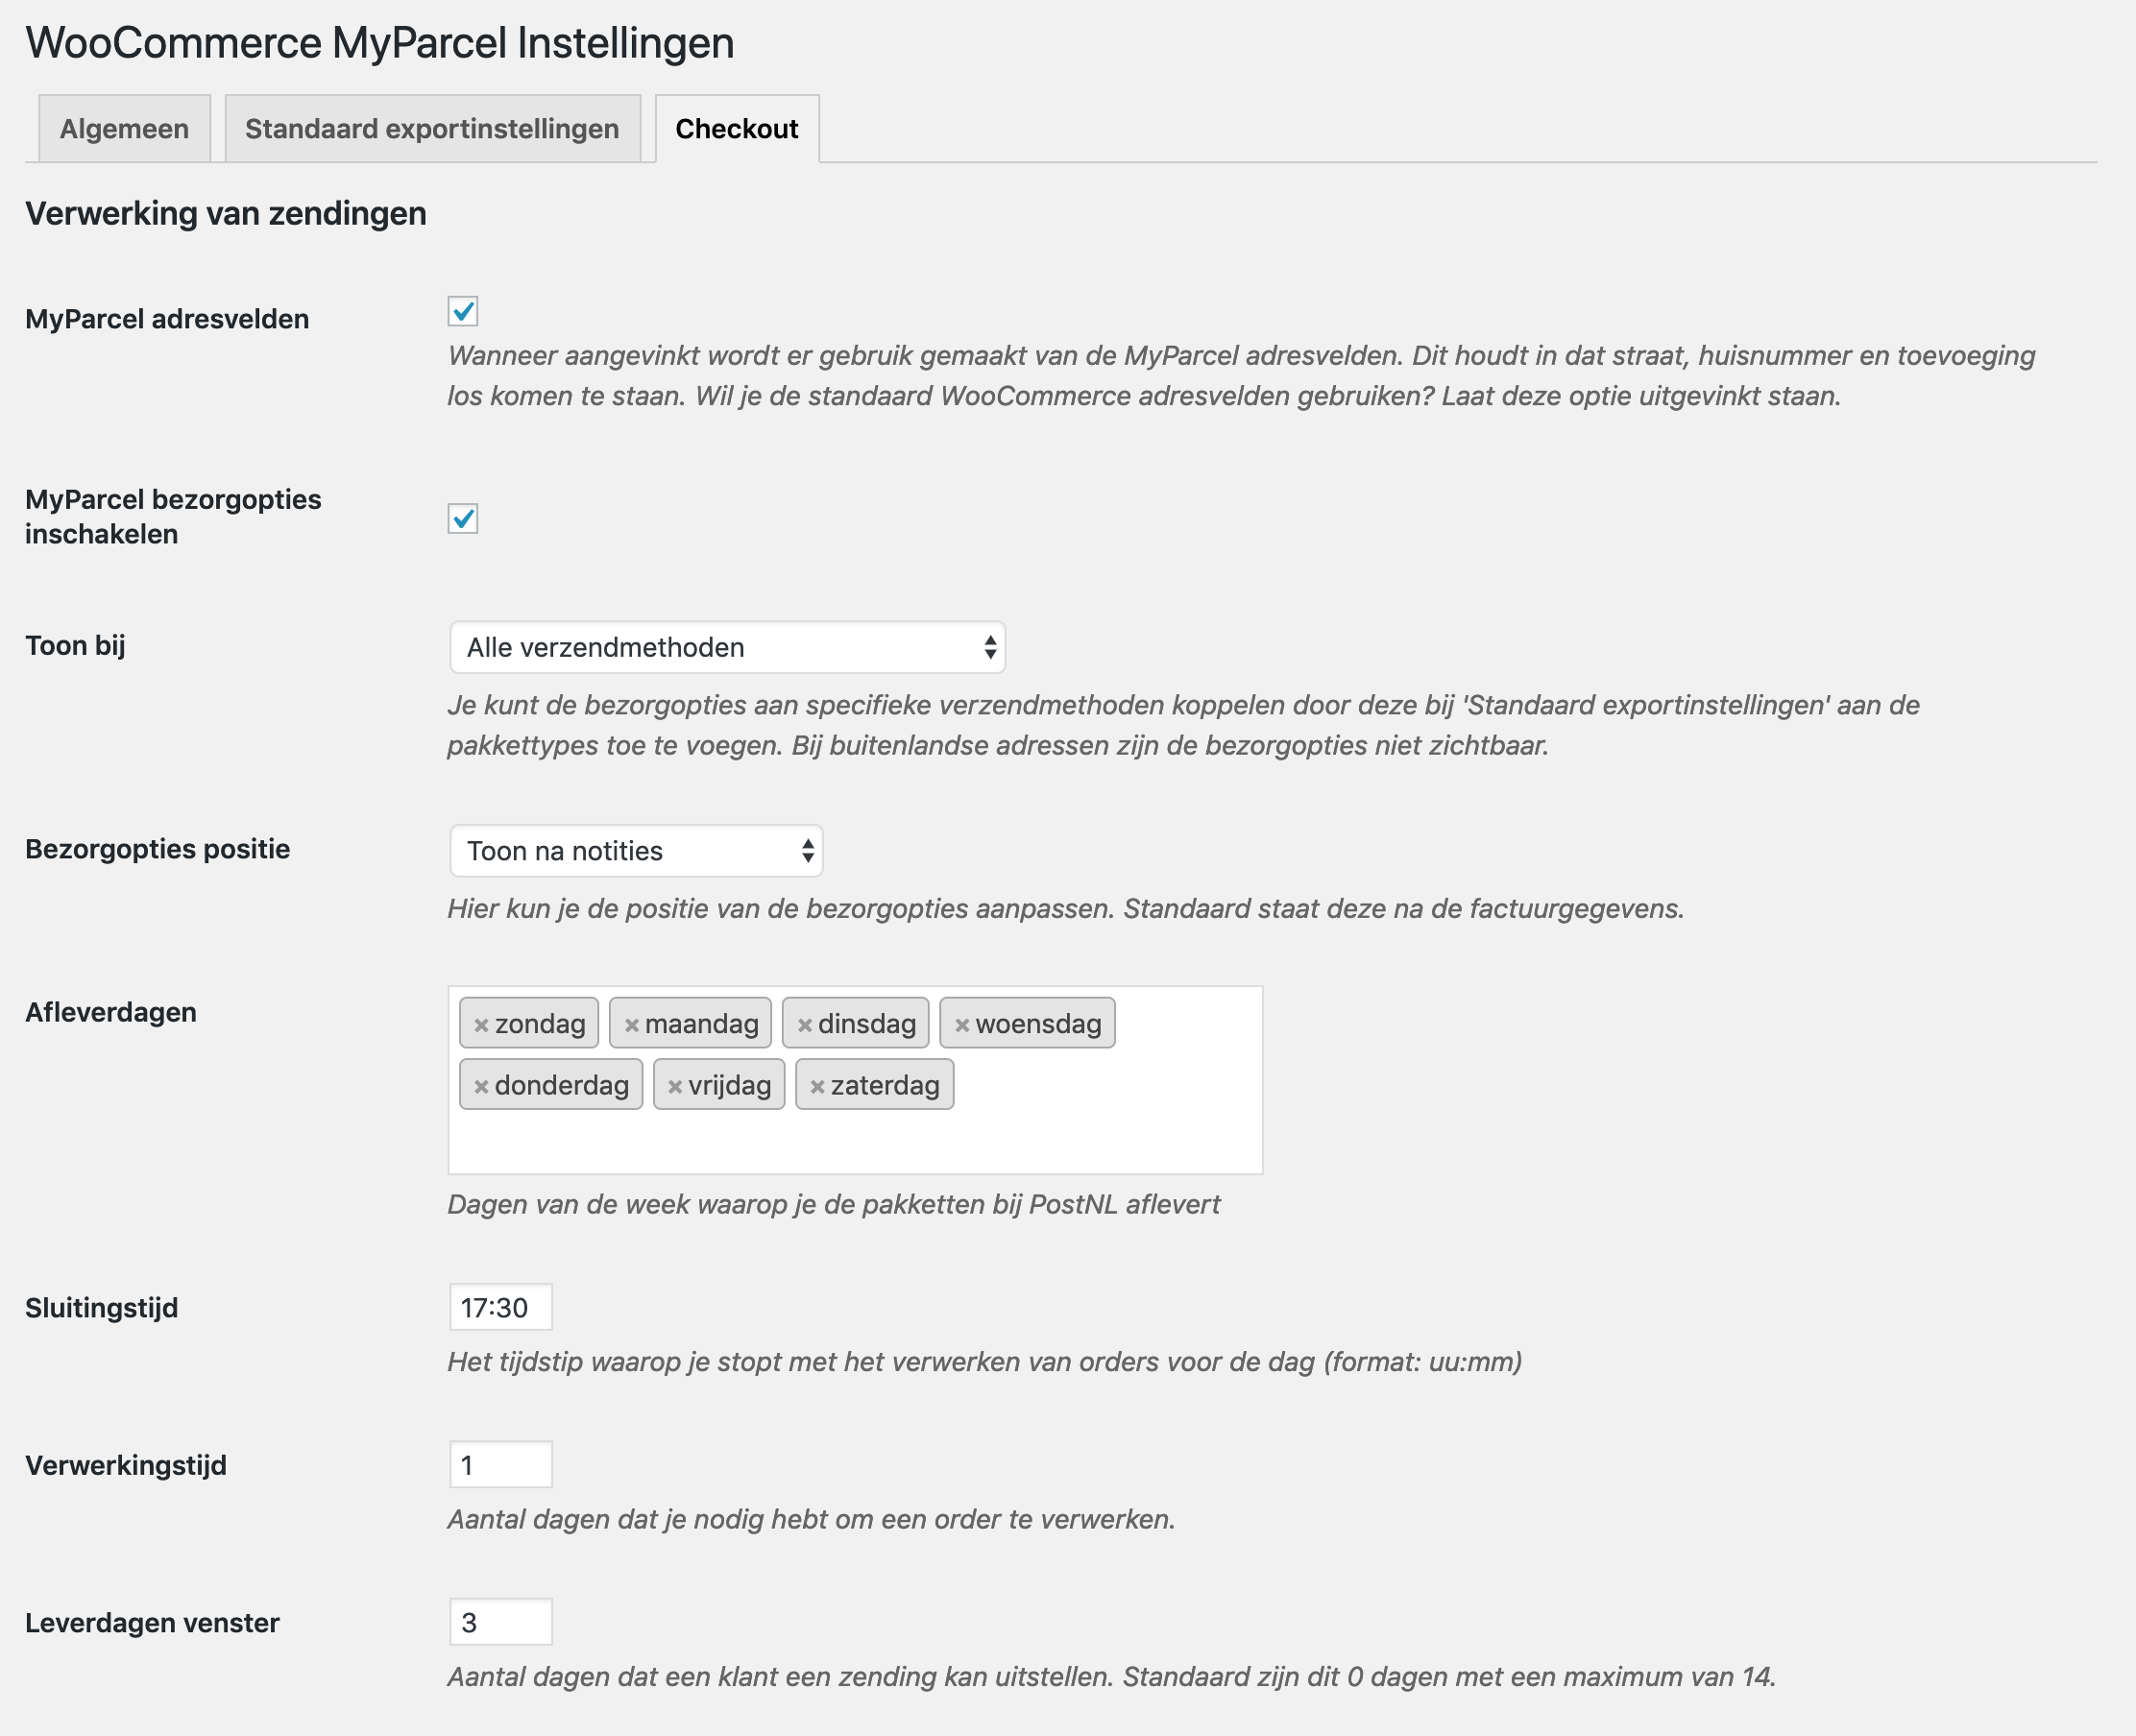 WooCommerce MyParcel Instellingen
Algemeen
Standaard exportinstellingen
Checkout
Verwerking van zendingen
MyParcel adresvelden
Wanneer aangevinkt wordt er gebruik gemaakt van de MyParcel adresvelden. Dit houdt in dat straat, huisnummer en toevoeging
los komen te staan. Wil je de standaard WooCommerce adresvelden gebruiken? Laat deze optie uitgevinkt staan.
MyParcel bezorgopties
inschakelen
Toon bij
Alle verzendmethoden
Je kunt de bezorgopties aan specifieke verzendmethoden koppelen door deze bij 'Standaard exportinstellingen' aan de
pakkettypes toe te voegen. Bij buitenlandse adressen zijn de bezorgopties niet zichtbaar.
Bezorgopties positie
Toon na notities
Hier kun je de positie van de bezorgopties aanpassen. Standaard staat deze na de factuurgegevens.
Afleverdagen
× zondag × maandag × dinsdag × woensdag
× donderdag × vrijdag × zaterdag
Dagen van de week waarop je de pakketten bij PostNL aflevert
Sluitingstijd
17:30
Het tijdstip waarop je stopt met het verwerken van orders voor de dag (format: uu:mm)
Verwerkingstijd
1
Aantal dagen dat je nodig hebt om een order te verwerken.
Leverdagen venster
3
Aantal dagen dat een klant een zending kan uitstellen. Standaard zijn dit 0 dagen met een maximum van 14.